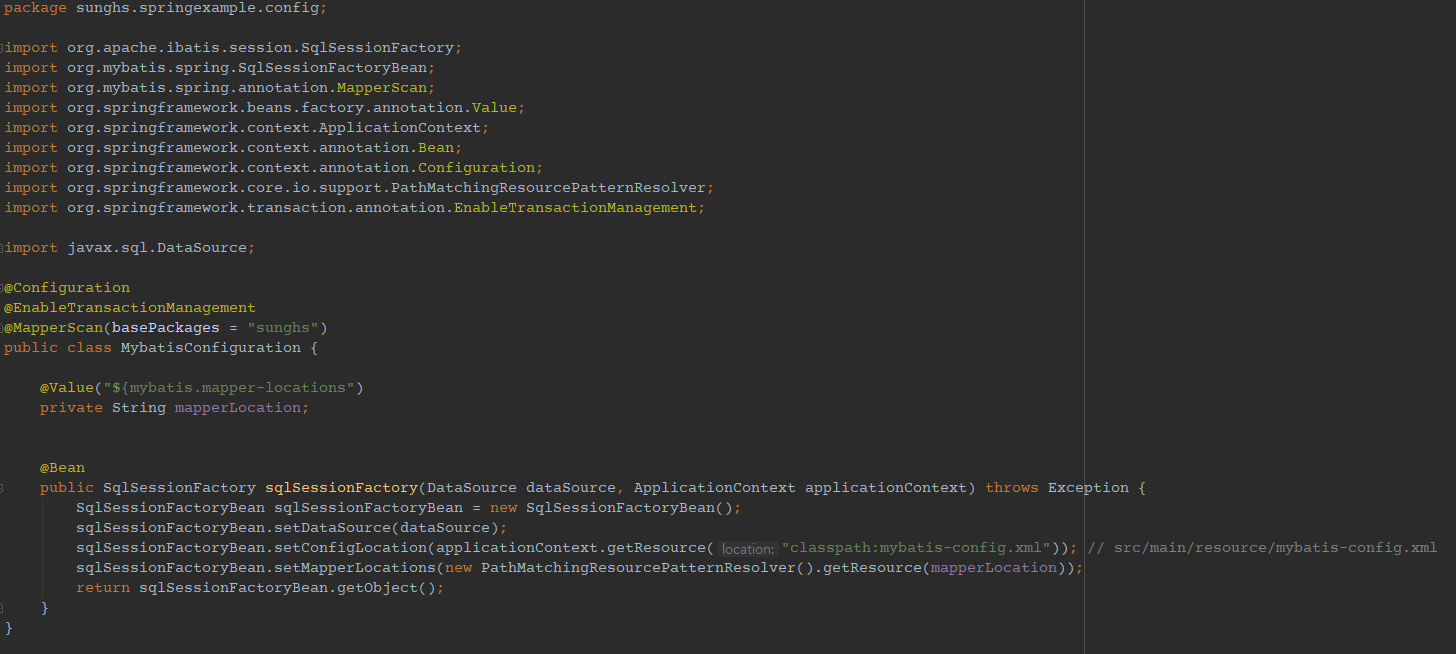 package sunghs.springexample.config;
import org.apache.ibatis.session.SqlSessionFactory;
import org.mybatis.spring.SqlSessionFactoryBean;
import org.mybatis.spring.annotation.MapperScan;
import org.springframework.beans.factory.annotation.Value;
import org.springframework.context.ApplicationContext;
import org.springframework.context.annotation.Bean;
import org.springframework.context.annotation.Configuration;
import org.springframework.core.io.support.PathMatchingResourcePatternResolver;
import org.springframework.transaction.annotation.EnableTransactionManagement;
import javax.sql.DataSource;
@Configuration
@EnableTransactionManagement
@MapperScan(basePackages = "sunghs")
public class MybatisConfiguration {
@Value("${mybatis.mapper-locations")
private String mapperLocation;
@Bean
public SqlSessionFactory sqlSessionFactory(DataSource dataSource, ApplicationContext applicationContext) throws Exception {
SqlSessionFactoryBean sqlSessionFactoryBean = new SqlSessionFactoryBean();
sqlSessionFactoryBean.setDataSource(dataSource);
sqlSessionFactoryBean.setConfigLocation(applicationContext.getResource( location: "classpath:mybatis-config.xml")); // src/main/resource/mybatis-config.xml
sqlSessionFactoryBean.setMapperLocations(new PathMatchingResourcePatternResolver().getResource(mapperLocation));
return sqlSessionFactoryBean.getObject();
}
}